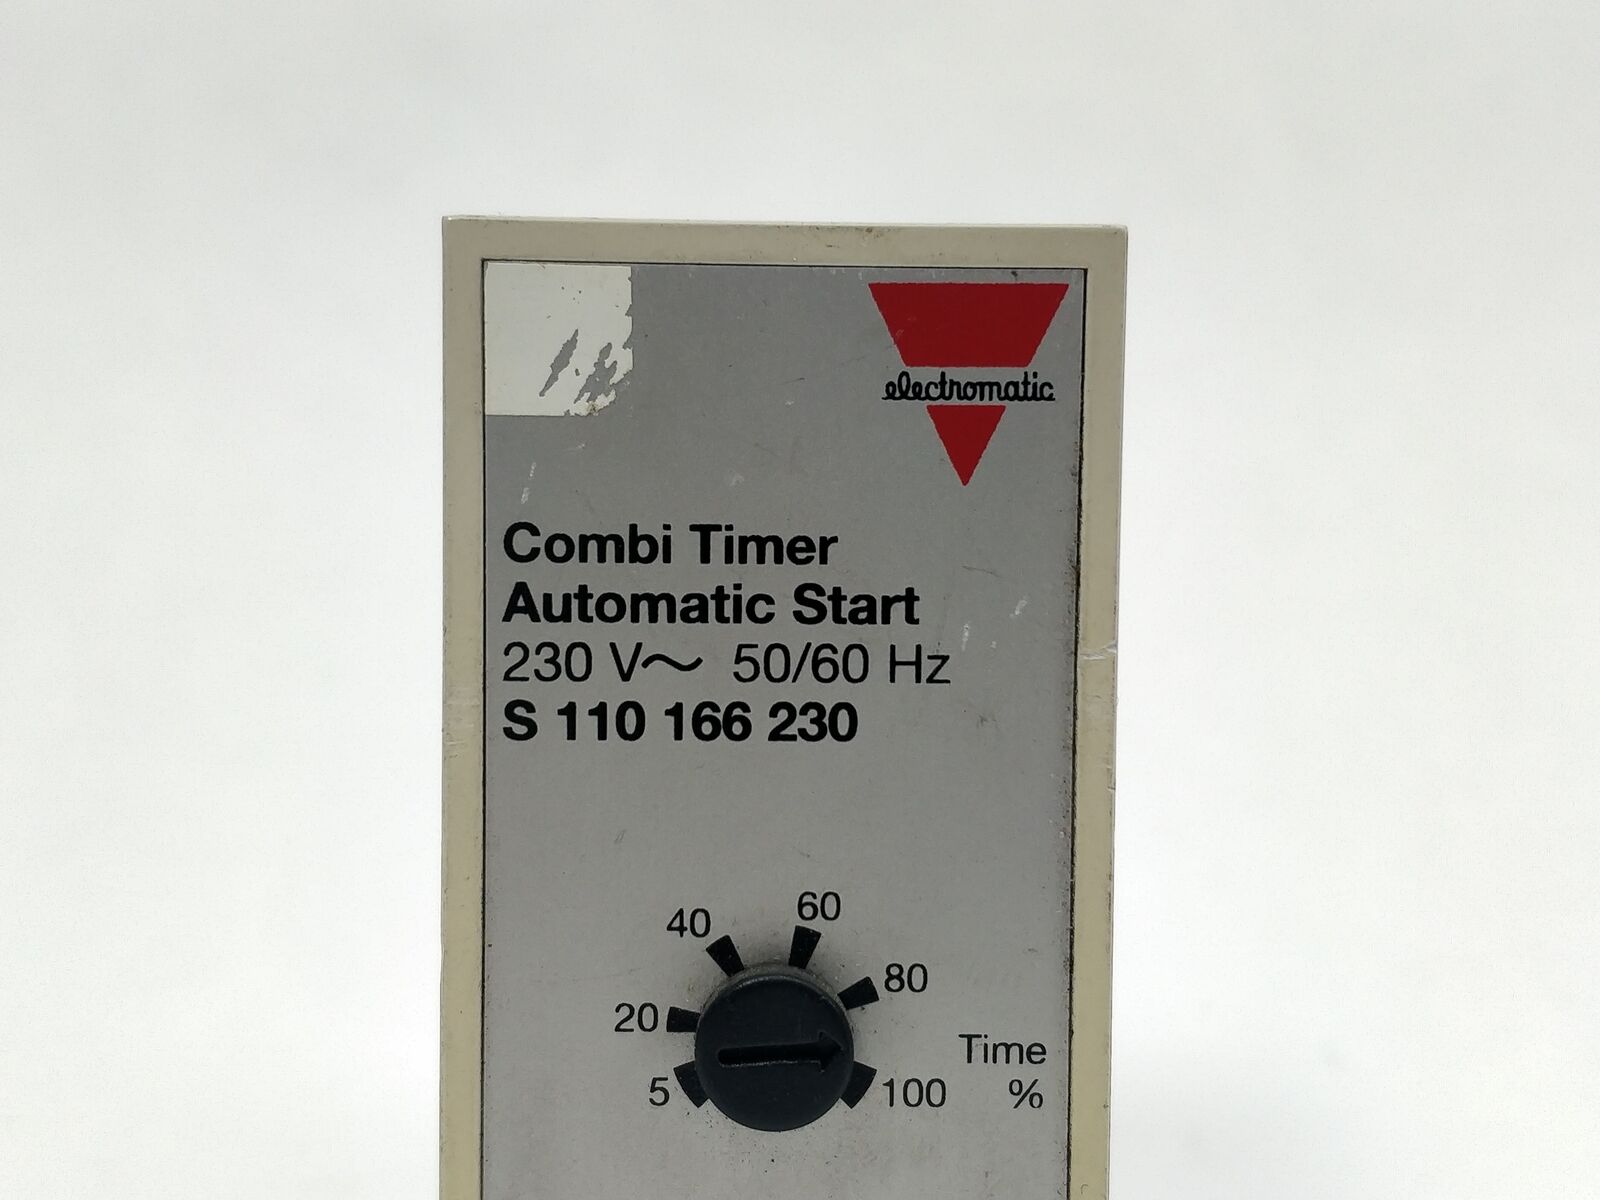 electromatic
Combi Timer
Automatic Start
230 V~ 50/60 Hz
S 110 166 230
40 60
20 80
Time
5 100 %